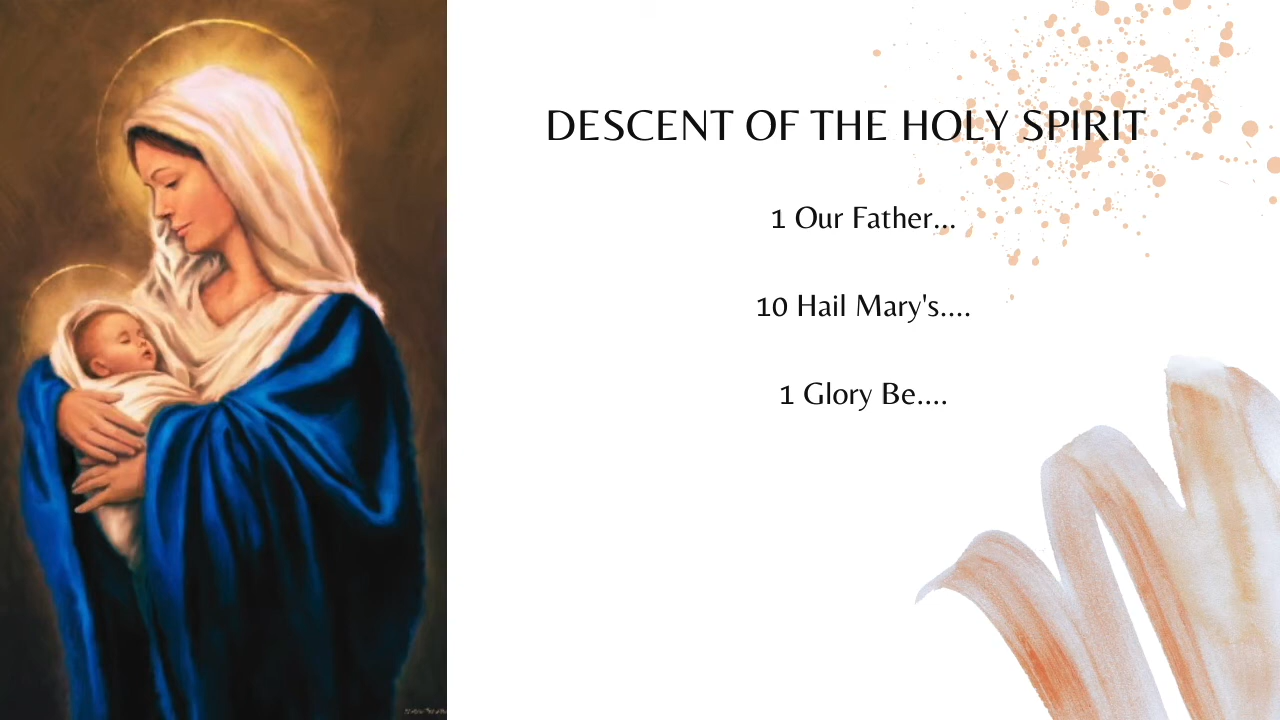 DESCENT OF THE HOLY SPIRIT
1 Our Father...
10 Hail Mary's....
1 Glory Be....